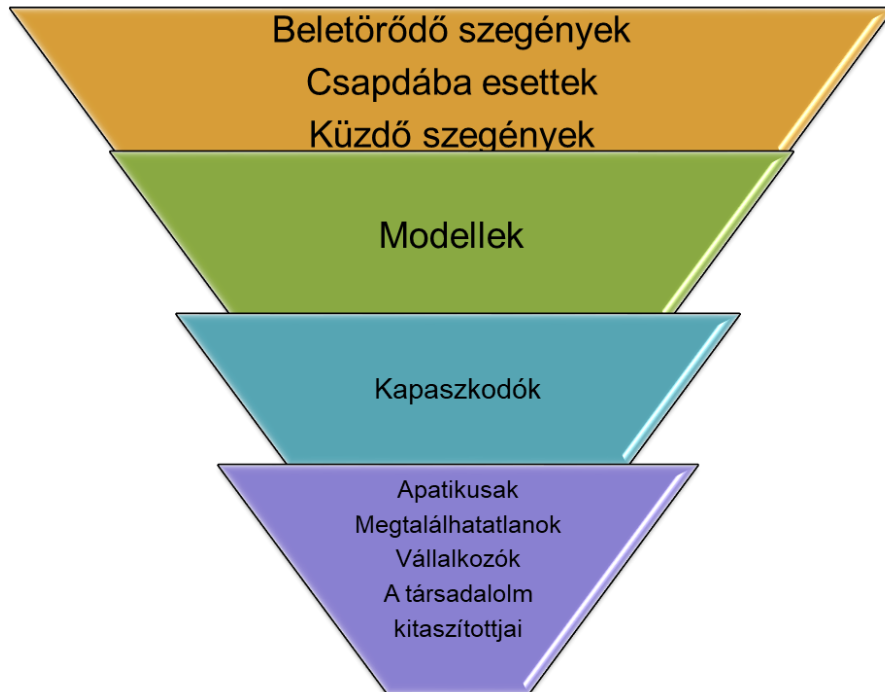 Beletörődő szegények
Csapdába esettek
Küzdő szegények
Modellek
Kapaszkodók
Apatikusak
Megtalálhatatlanok
Vállalkozók
A társadalolm
kitaszítottjai